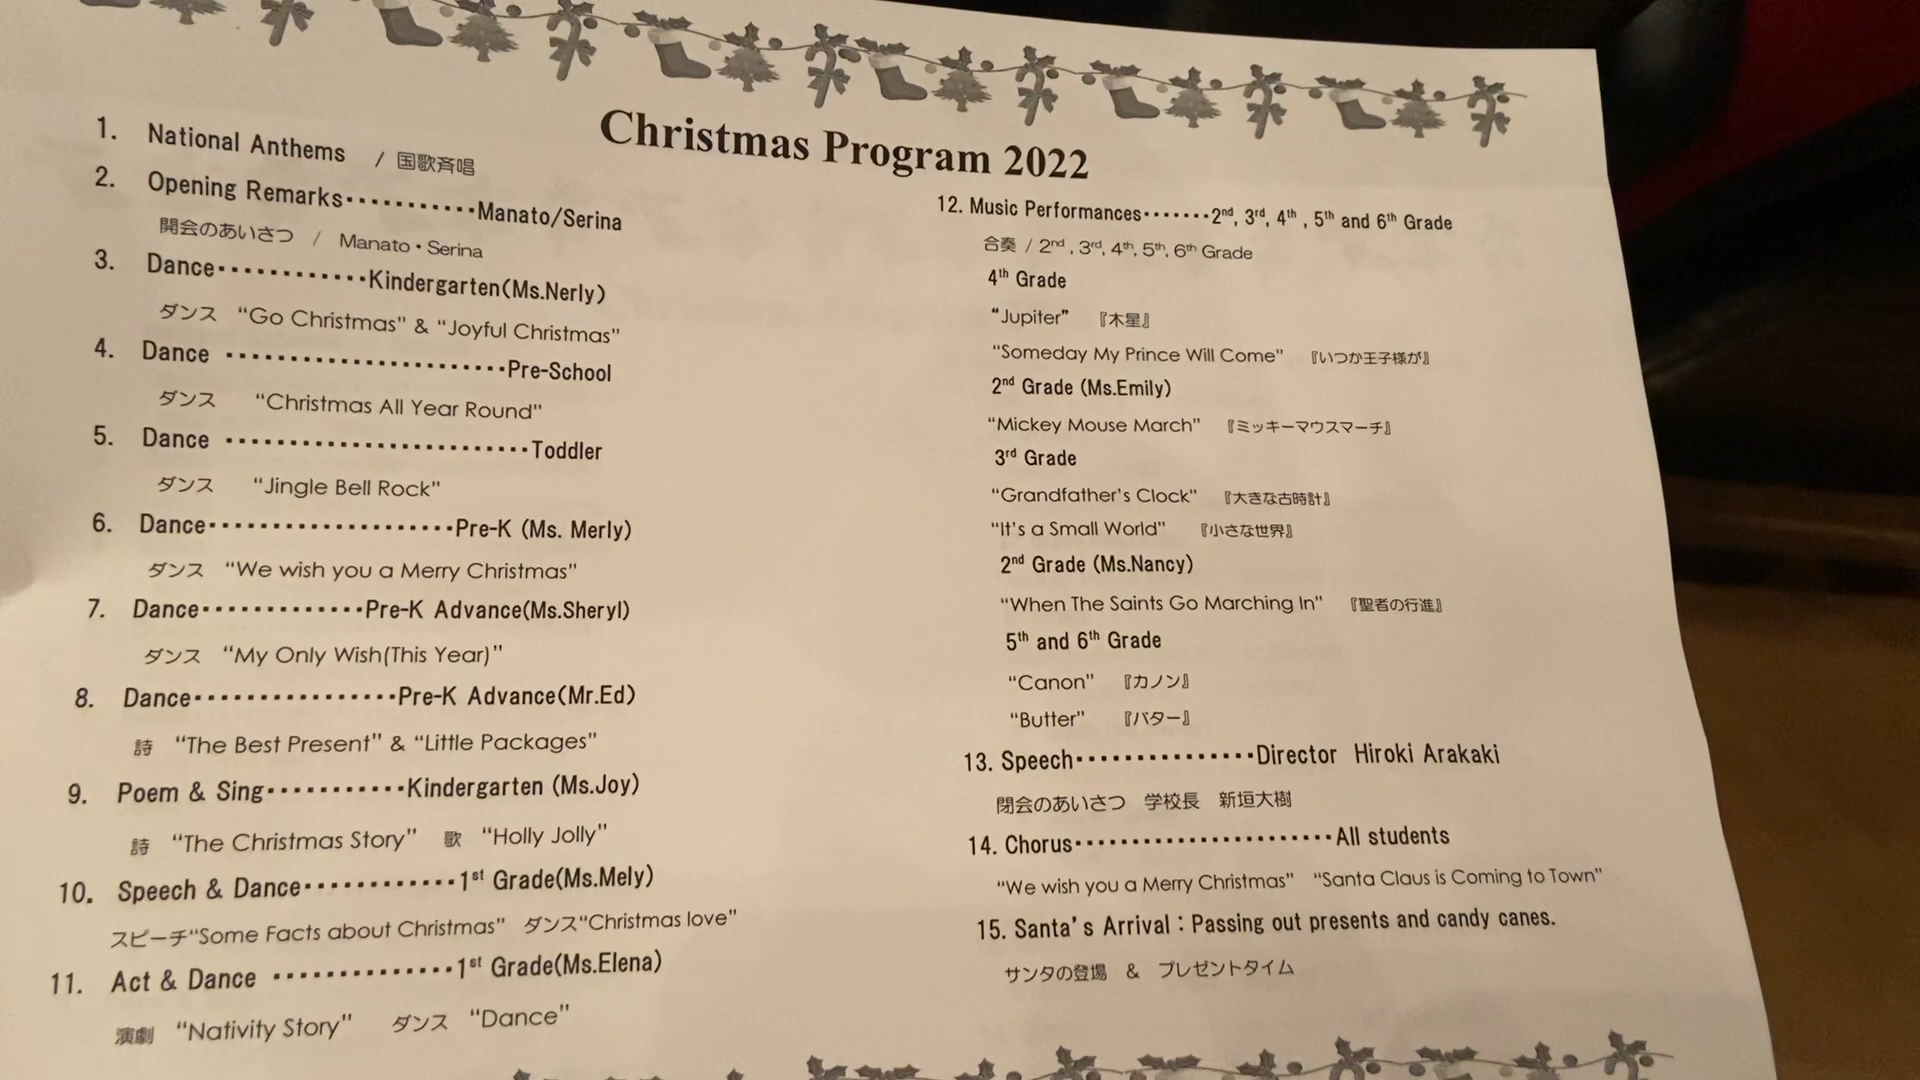 Christmas Program 2022
1. National Anthems / 国歌斉唱
2. Opening Remarks···········Manato/Serina
開会のあいさつ / Manato・Serina
3. Dance············Kindergarten(Ms.Nerly)
ダンス “Go Christmas” & “Joyful Christmas”
4. Dance ······················Pre-School
ダンス “Christmas All Year Round”
5. Dance ························Toddler
ダンス “Jingle Bell Rock”
6. Dance···················Pre-K (Ms. Merly)
ダンス “We wish you a Merry Christmas”
7. Dance·············Pre-K Advance(Ms.Sheryl)
ダンス “My Only Wish(This Year)”
8. Dance················Pre-K Advance(Mr.Ed)
詩 “The Best Present” & “Little Packages”
9. Poem & Sing···········Kindergarten (Ms.Joy)
詩 “The Christmas Story” 歌 “Holly Jolly”
10. Speech & Dance············1st Grade(Ms.Mely)
スピーチ“Some Facts about Christmas” ダンス“Christmas love”
11. Act & Dance ··············1st Grade(Ms.Elena)
演劇 “Nativity Story” ダンス “Dance”
12. Music Performances·······2nd, 3rd, 4th , 5th and 6th Grade
合奏 / 2nd , 3rd, 4th, 5th, 6th Grade
4th Grade
“Jupiter” 『木星』
“Someday My Prince Will Come” 『いつか王子様が』
2nd Grade (Ms.Emily)
“Mickey Mouse March” 『ミッキーマウスマーチ』
3rd Grade
“Grandfather’s Clock” 『大きな古時計』
“It’s a Small World” 『小さな世界』
2nd Grade (Ms.Nancy)
“When The Saints Go Marching In” 『聖者の行進』
5th and 6th Grade
“Canon” 『カノン』
“Butter” 『バター』
13. Speech···············Director Hiroki Arakaki
閉会のあいさつ 学校長 新垣大樹
14. Chorus·····················All students
“We wish you a Merry Christmas” “Santa Claus is Coming to Town”
15. Santa’s Arrival：Passing out presents and candy canes.
サンタの登場 & プレゼントタイム